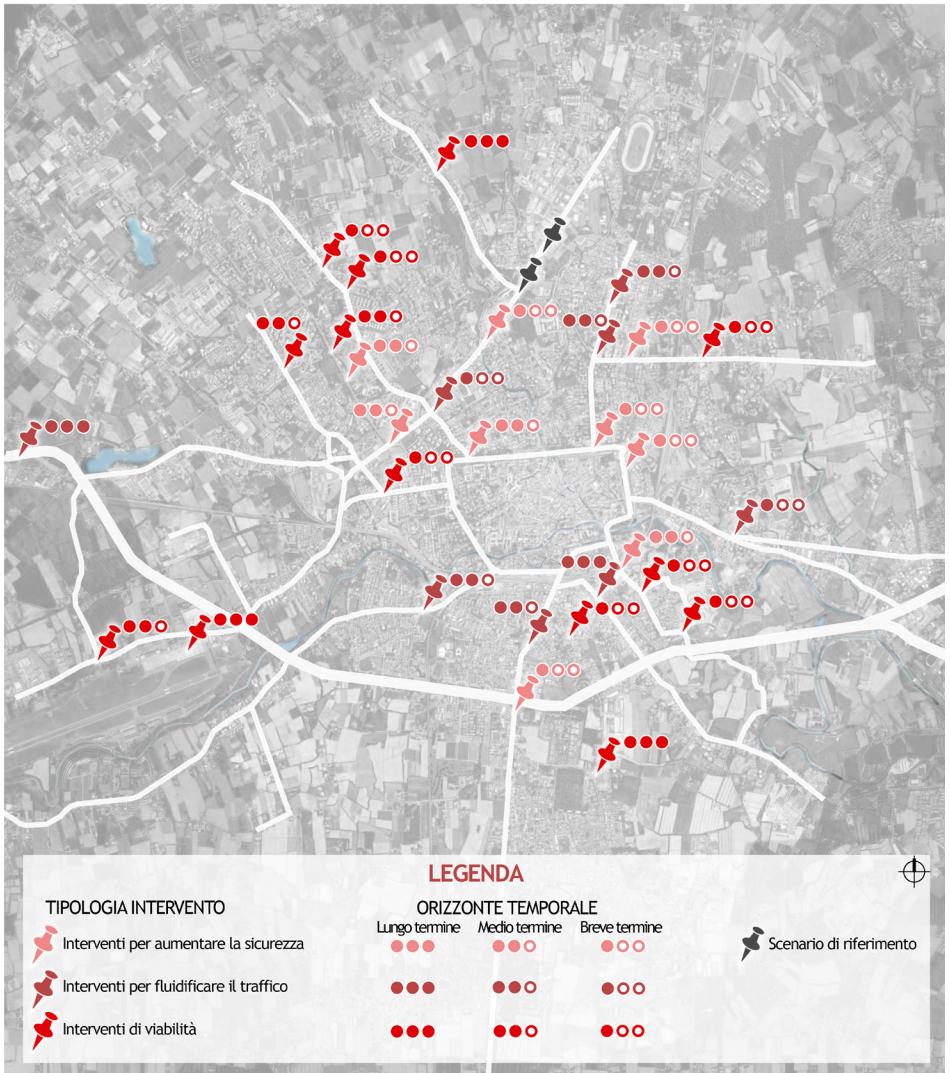 LEGENDA
TIPOLOGIA INTERVENTO
ORIZZONTE TEMPORALE
Lungo termine Medio termine Breve termine
Interventi per aumentare la sicurezza
Scenario di riferimento
Interventi per fluidificare il traffico
Interventi di viabilità